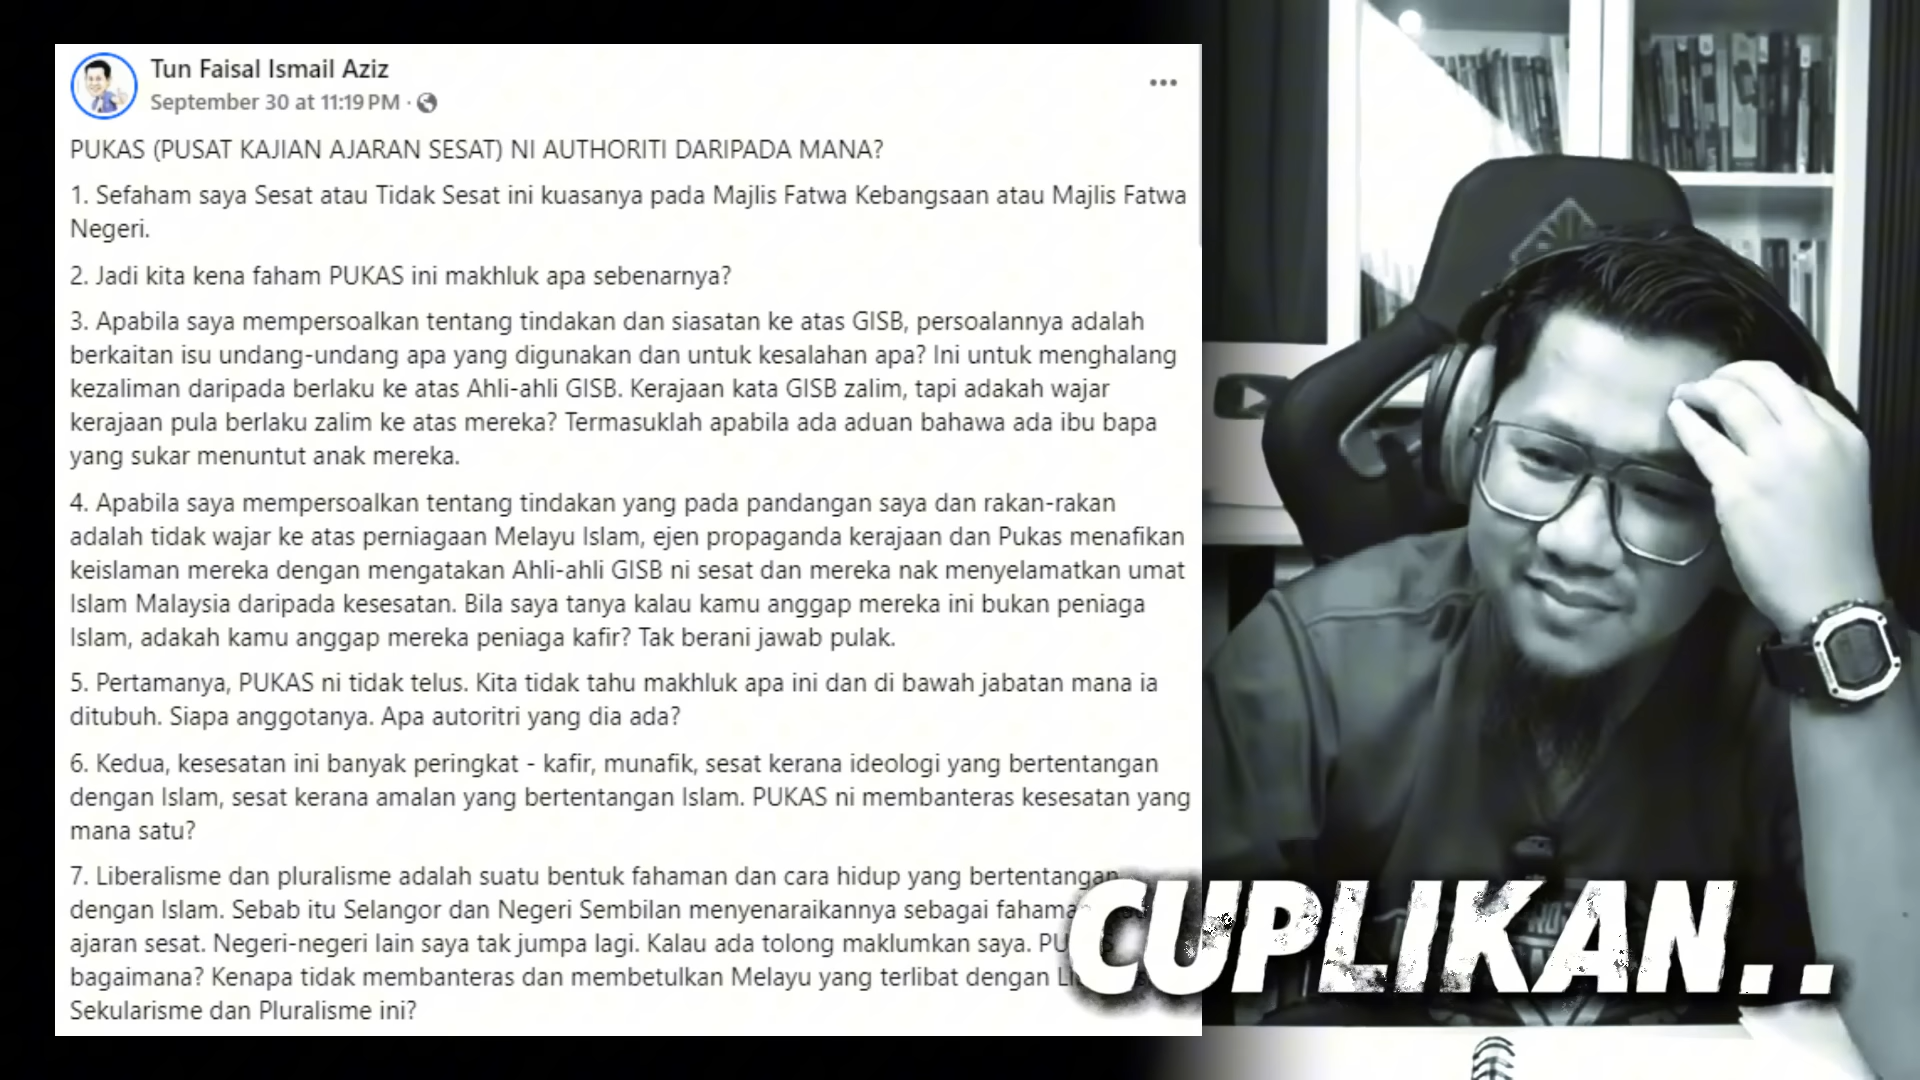 Tun Faisal Ismail Aziz
September 30 at 11:19 PM ·
PUKAS (PUSAT KAJIAN AJARAN SESAT) NI AUTHORITI DARIPADA MANA?
1. Sefaham saya Sesat atau Tidak Sesat ini kuasanya pada Majlis Fatwa Kebangsaan atau Majlis Fatwa
Negeri.
2. Jadi kita kena faham PUKAS ini makhluk apa sebenarnya?
3. Apabila saya mempersoalkan tentang tindakan dan siasatan ke atas GISB, persoalannya adalah
berkaitan isu undang-undang apa yang digunakan dan untuk kesalahan apa? Ini untuk menghalang
kezaliman daripada berlaku ke atas Ahli-ahli GISB. Kerajaan kata GISB zalim, tapi adakah wajar
kerajaan pula berlaku zalim ke atas mereka? Termasuklah apabila ada aduan bahawa ada ibu bapa
yang sukar menuntut anak mereka.
4. Apabila saya mempersoalkan tentang tindakan yang pada pandangan saya dan rakan-rakan
adalah tidak wajar ke atas perniagaan Melayu Islam, ejen propaganda kerajaan dan Pukas menafikan
keislaman mereka dengan mengatakan Ahli-ahli GISB ni sesat dan mereka nak menyelamatkan umat
Islam Malaysia daripada kesesatan. Bila saya tanya kalau kamu anggap mereka ini bukan peniaga
Islam, adakah kamu anggap mereka peniaga kafir? Tak berani jawab pulak.
5. Pertamanya, PUKAS ni tidak telus. Kita tidak tahu makhluk apa ini dan di bawah jabatan mana ia
ditubuh. Siapa anggotanya. Apa autoritri yang dia ada?
6. Kedua, kesesatan ini banyak peringkat - kafir, munafik, sesat kerana ideologi yang bertentangan
dengan Islam, sesat kerana amalan yang bertentangan Islam. PUKAS ni membanteras kesesatan yang
mana satu?
7. Liberalisme dan pluralisme adalah suatu bentuk fahaman dan cara hidup yang bertentangan
dengan Islam. Sebab itu Selangor dan Negeri Sembilan menyenaraikannya sebagai fahaman
ajaran sesat. Negeri-negeri lain saya tak jumpa lagi. Kalau ada tolong maklumkan saya.
bagaimana? Kenapa tidak membanteras dan membetulkan Melayu yang terlibat dengan
Sekularisme dan Pluralisme ini?
CUPLIKAN..